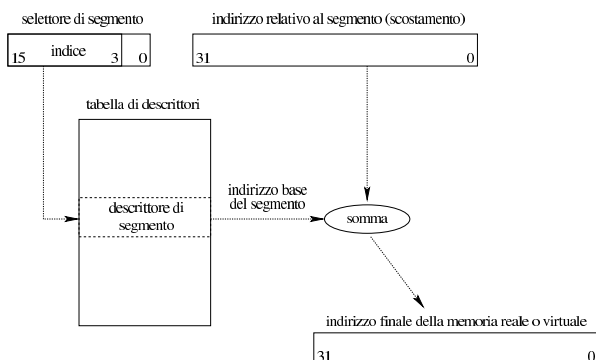 selettore di segmento
indirizzo relativo al segmento (scostamento)
15 indice 3 0
31 0
tabella di descrittori
descrittore di
segmento
indirizzo base
del segmento
somma
indirizzo finale della memoria reale o virtuale
31 0